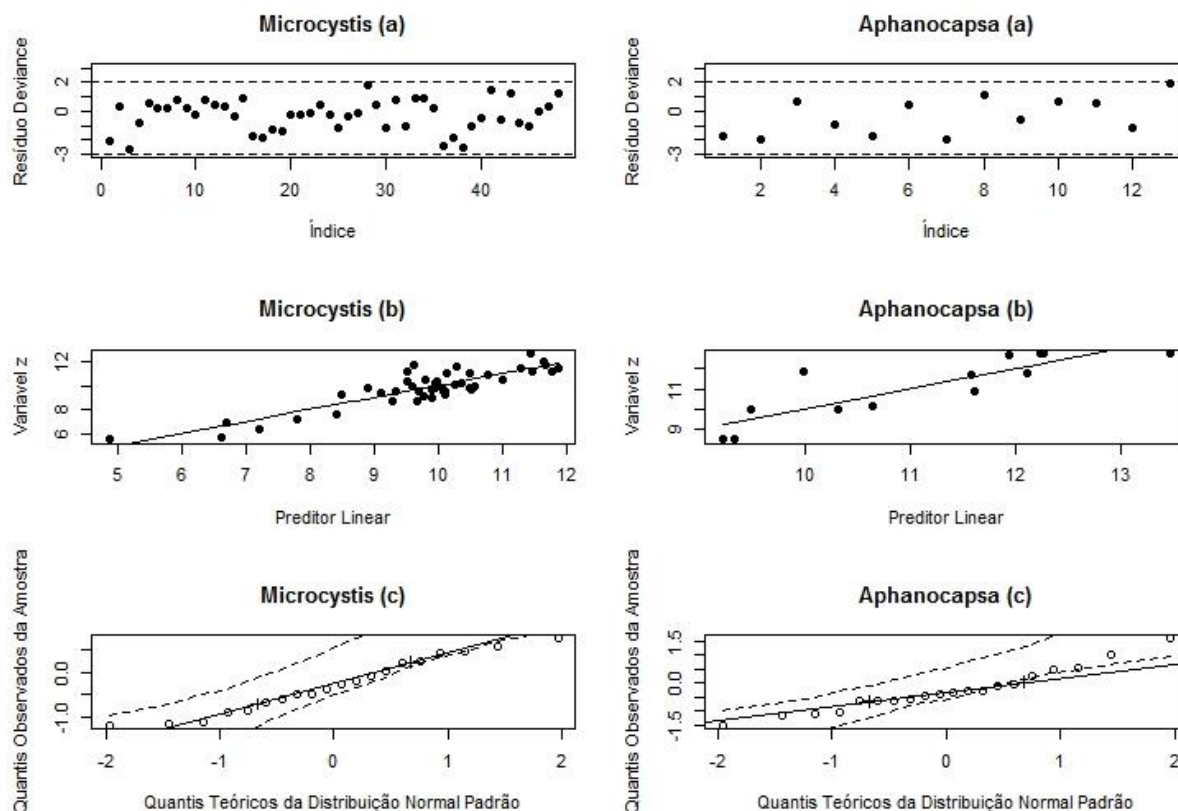 Microcystis (a)
Resíduo Deviance
2
0
-3
0 10 20 30 40
Índice
Aphanocapsa (a)
Resíduo Deviance
2
0
-3
2 4 6 8 10 12
Índice
Microcystis (b)
Variavel z
12
10
8
6
5 6 7 8 9 10 11 12
Preditor Linear
Aphanocapsa (b)
Variavel z
11
9
10 11 12 13
Preditor Linear
Microcystis (c)
Quantis Observados da Amostra
0.0
-1.0
-2 -1 0 1 2
Quantis Teóricos da Distribuição Normal Padrão
Aphanocapsa (c)
Quantis Observados da Amostra
1.5
0.0
-1.5
-2 -1 0 1 2
Quantis Teóricos da Distribuição Normal Padrão